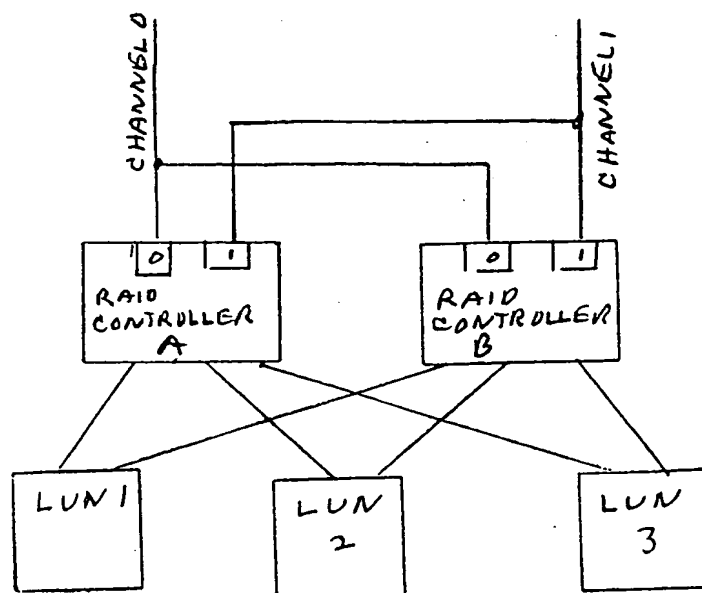 CHANNEL 0
CHANNEL 1
0
1
0
1
RAID
CONTROLLER
A
RAID
CONTROLLER
B
LUN 1
LUN
2
LUN
3